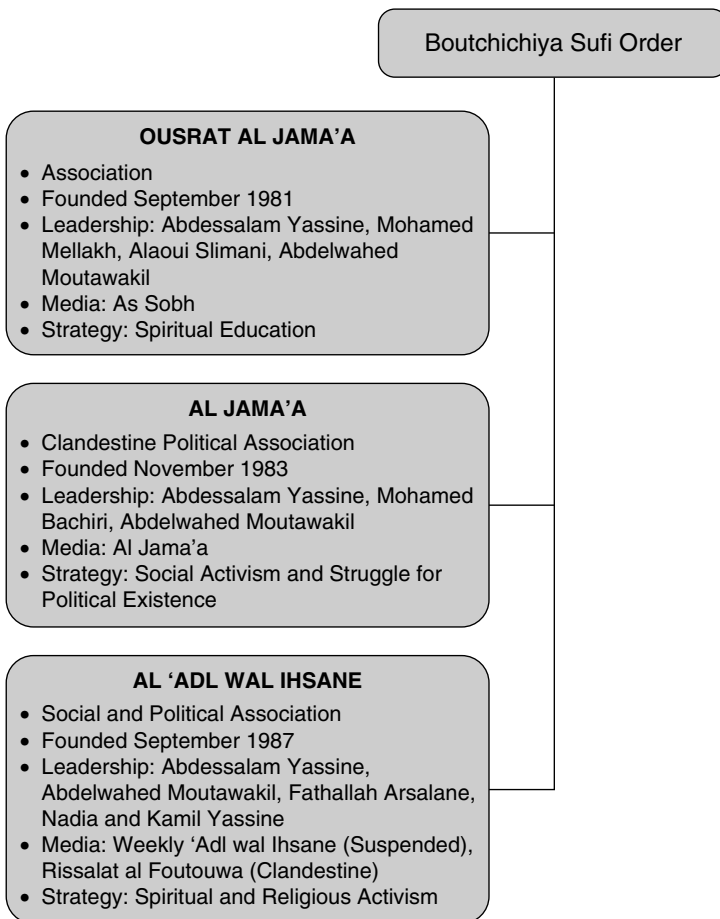 Boutchichiya Sufi Order
OUSRAT AL JAMA’A
• Association
• Founded September 1981
• Leadership: Abdessalam Yassine, Mohamed
Mellakh, Alaoui Slimani, Abdelwahed
Moutawakil
• Media: As Sobh
• Strategy: Spiritual Education
AL JAMA’A
• Clandestine Political Association
• Founded November 1983
• Leadership: Abdessalam Yassine, Mohamed
Bachiri, Abdelwahed Moutawakil
• Media: Al Jama’a
• Strategy: Social Activism and Struggle for
Political Existence
AL ‘ADL WAL IHSANE
• Social and Political Association
• Founded September 1987
• Leadership: Abdessalam Yassine,
Abdelwahed Moutawakil, Fathallah Arsalane,
Nadia and Kamil Yassine
• Media: Weekly ‘Adl wal Ihsane (Suspended),
Rissalat al Foutouwa (Clandestine)
• Strategy: Spiritual and Religious Activism